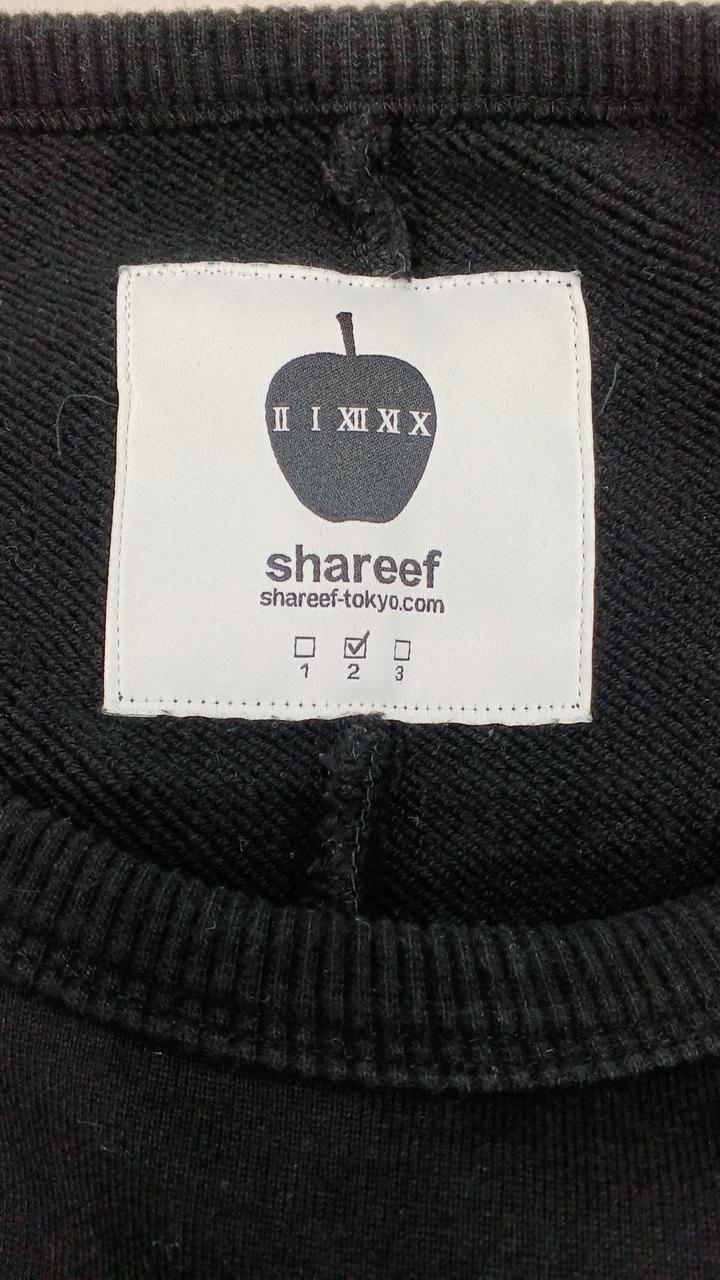 II I XII XI X
shareef
shareef-tokyo.com
1 2 3